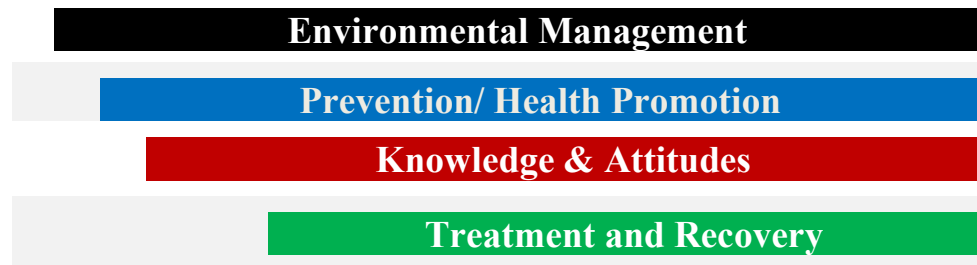 Environmental Management
Prevention/ Health Promotion
Knowledge & Attitudes
Treatment and Recovery